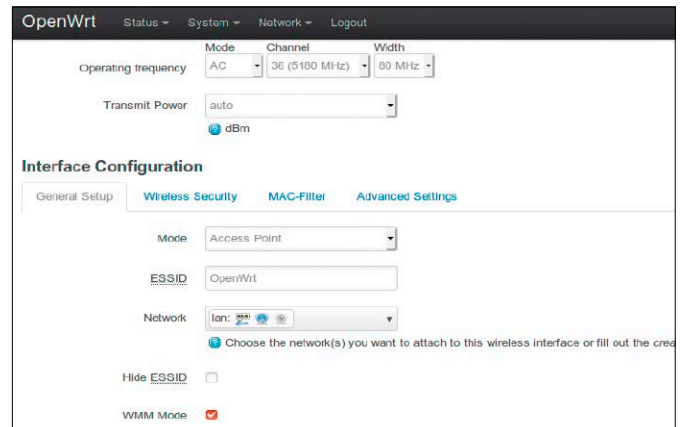 OpenWrt Status System Network Logout
Mode Channel Width
Operating frequency AC 36 (5180 MHz) 80 MHz
Transmit Power auto
dBm
Interface Configuration
General Setup Wireless Security MAC-Filter Advanced Settings
Mode Access Point
ESSID OpenWrt
Network lan:
Choose the network(s) you want to attach to this wireless interface or fill out the crea
Hide ESSID
WMM Mode